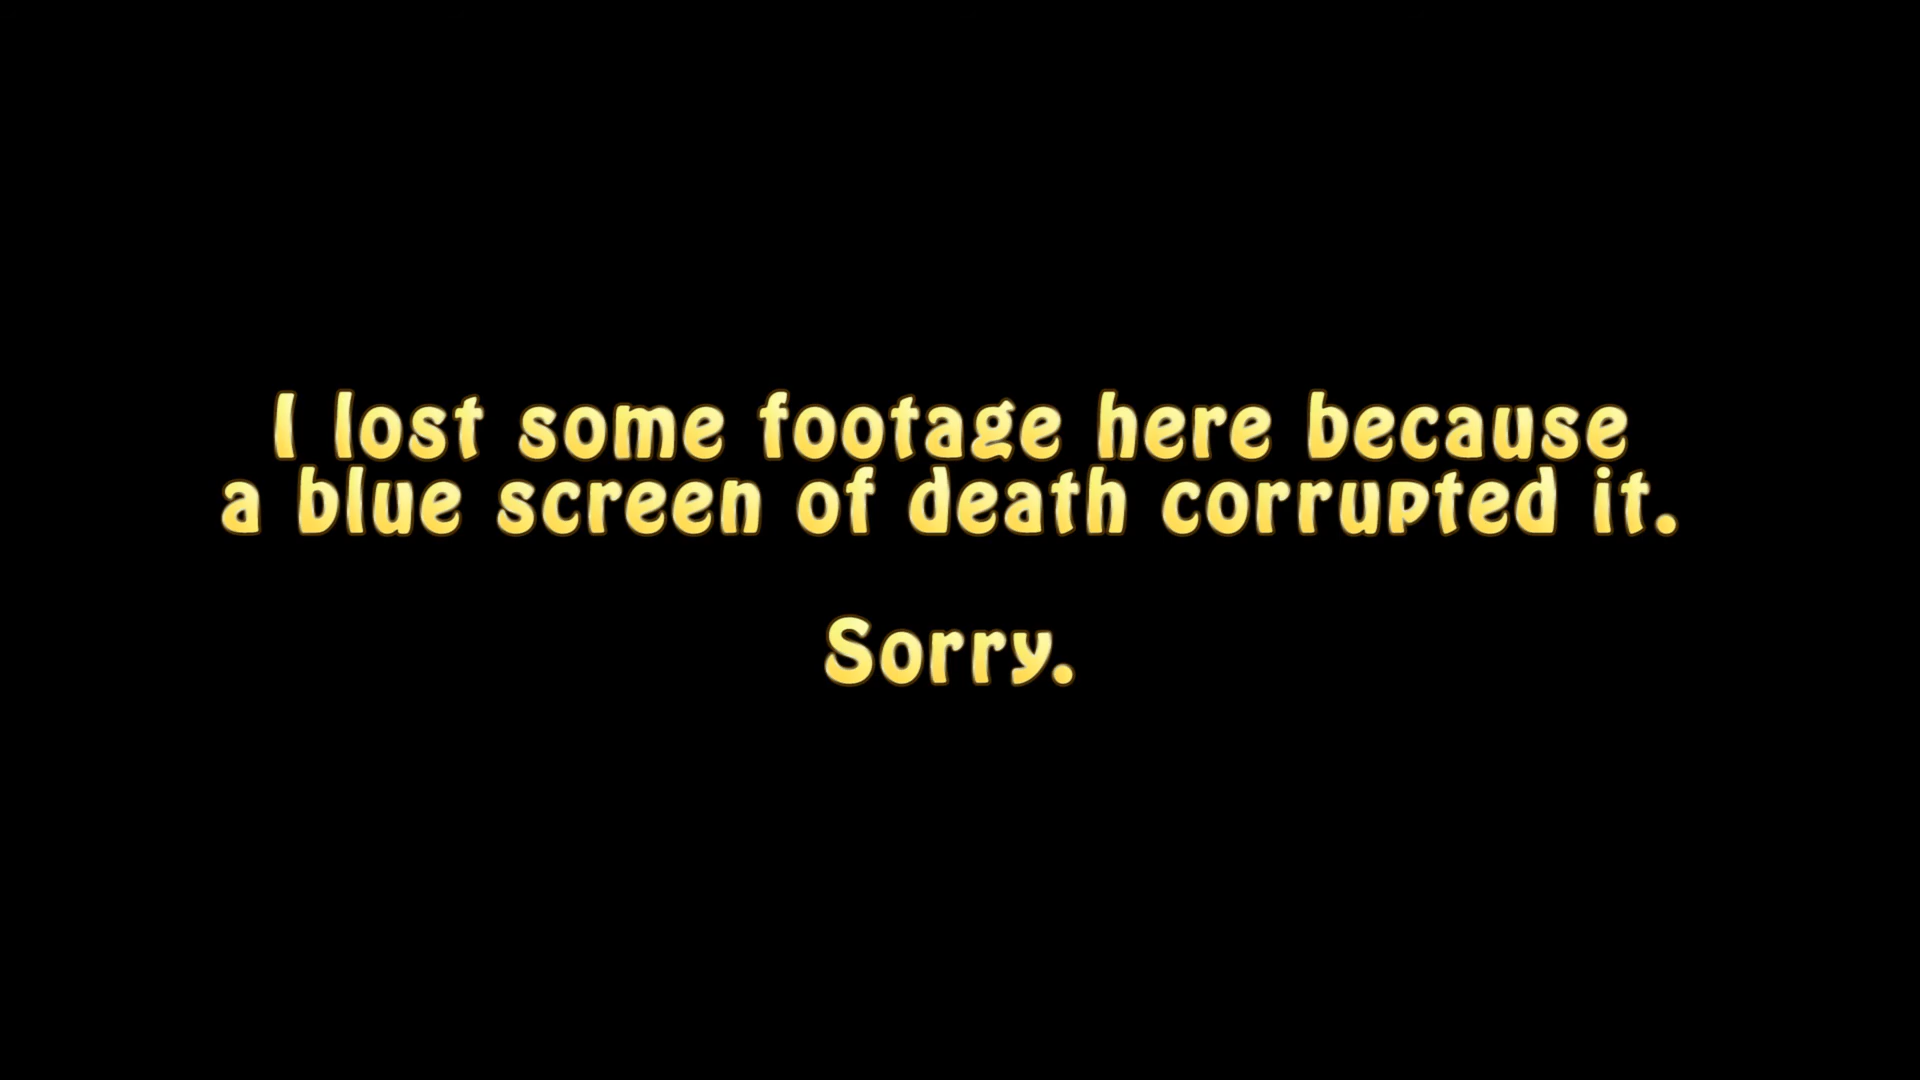 I lost some footage here because
a blue screen of death corrupted it.
Sorry.